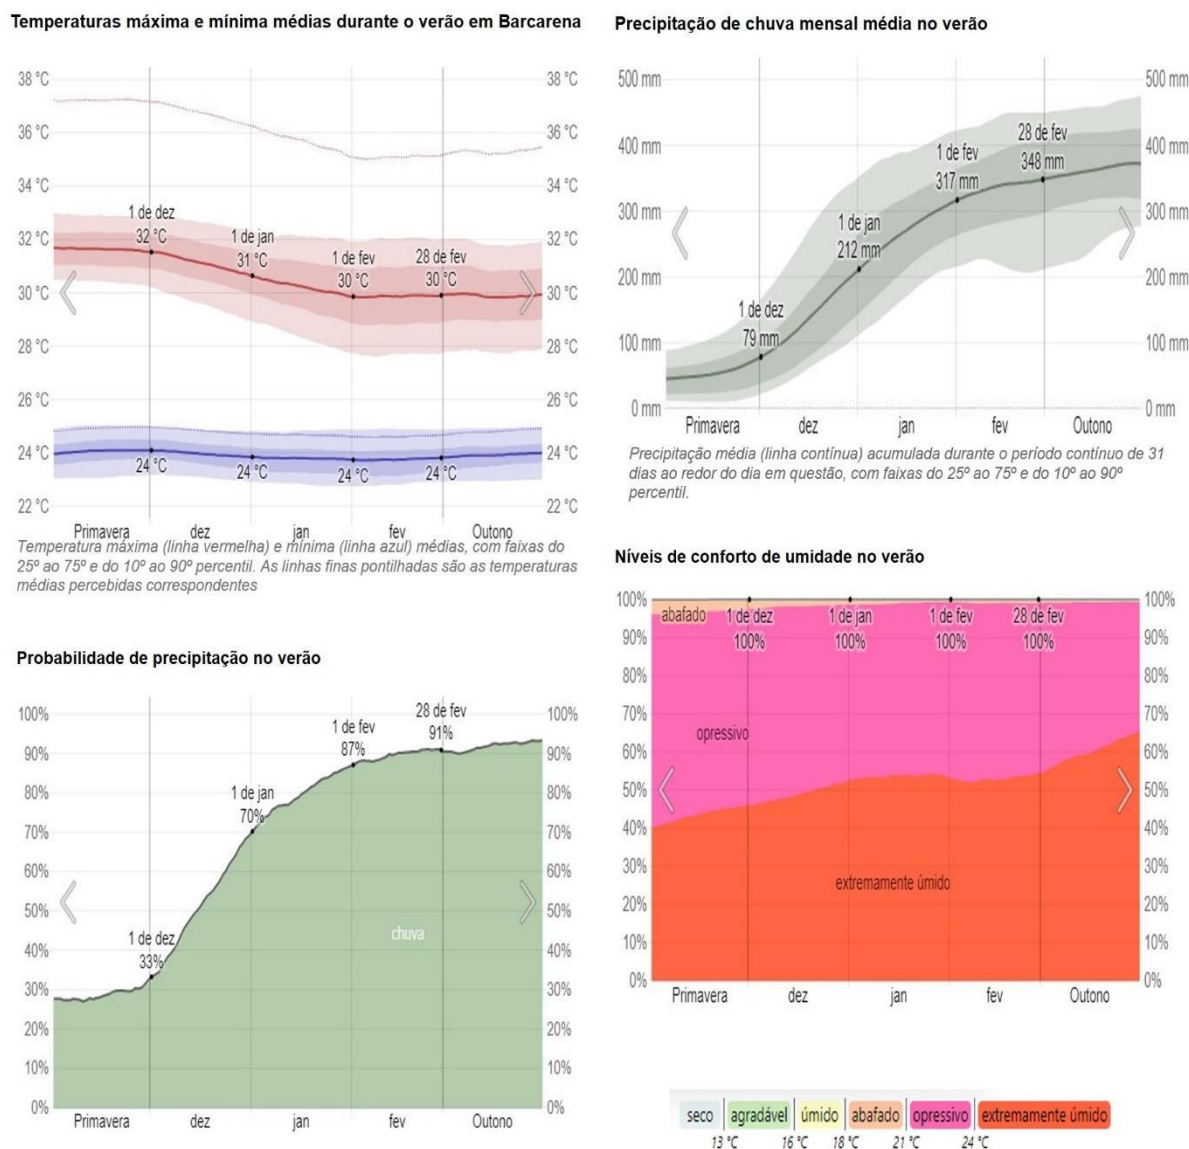 Temperaturas máxima e mínima médias durante o verão em Barcarena
38 °C
38 °C
36 °C
36 °C
34 °C
34 °C
1 de dez
32 °C
32 °C
32 °C
1 de jan
31 °C
1 de fev
30 °C
28 de fev
30 °C
30 °C
30 °C
28 °C
28 °C
26 °C
26 °C
24 °C
24 °C
24 °C
24 °C
24 °C
24 °C
22 °C
22 °C
Primavera
dez
jan
fev
Outono
Temperatura máxima (linha vermelha) e mínima (linha azul) médias, com faixas do
25º ao 75º e do 10º ao 90º percentil. As linhas finas pontilhadas são as temperaturas
médias percebidas correspondentes
Precipitação de chuva mensal média no verão
500 mm
500 mm
400 mm
400 mm
28 de fev
348 mm
1 de fev
317 mm
300 mm
300 mm
1 de jan
212 mm
200 mm
200 mm
1 de dez
79 mm
100 mm
100 mm
0 mm
0 mm
Primavera
dez
jan
fev
Outono
Precipitação média (linha contínua) acumulada durante o período contínuo de 31
dias ao redor do dia em questão, com faixas do 25º ao 75º e do 10º ao 90º
percentil.
Probabilidade de precipitação no verão
100%
100%
28 de fev
91%
1 de fev
87%
90%
90%
80%
80%
1 de jan
70%
70%
70%
60%
60%
50%
50%
chuva
40%
40%
1 de dez
33%
30%
30%
20%
20%
10%
10%
0%
0%
Primavera
dez
jan
fev
Outono
Níveis de conforto de umidade no verão
100%
100%
abafado
1 de dez
100%
1 de jan
100%
1 de fev
100%
28 de fev
100%
90%
90%
80%
80%
70%
70%
opressivo
60%
60%
50%
50%
40%
40%
30%
30%
extremamente úmido
20%
20%
10%
10%
0%
0%
Primavera
dez
jan
fev
Outono
seco
agradável
úmido
abafado
opressivo
extremamente úmido
13 °C
16 °C
18 °C
21 °C
24 °C